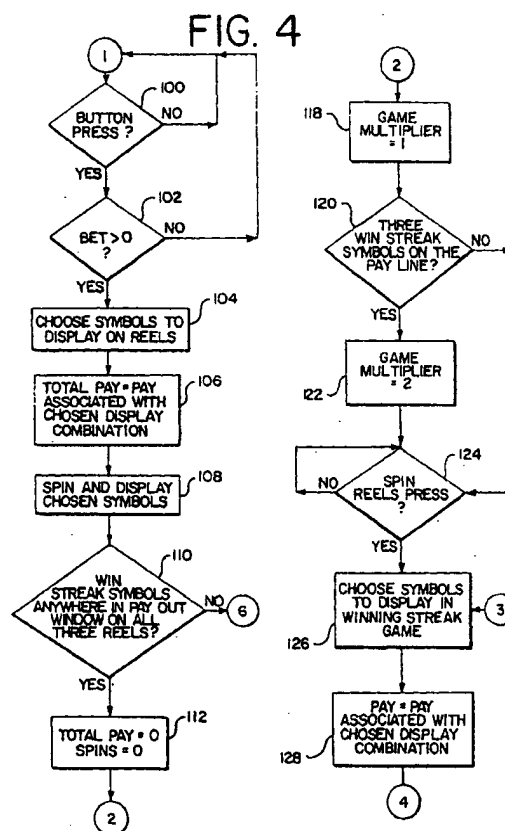 FIG. 4
1
100
BUTTON
PRESS ?
NO
YES
102
BET>0
?
NO
YES
104
CHOOSE SYMBOLS TO
DISPLAY ON REELS
106
TOTAL PAY=PAY
ASSOCIATED WITH
CHOSEN DISPLAY
COMBINATION
108
SPIN AND DISPLAY
CHOSEN SYMBOLS
110
WIN
STREAK SYMBOLS
ANYWHERE IN PAY OUT
WINDOW ON ALL
THREE REELS?
NO
6
YES
112
TOTAL PAY = 0
SPINS = 0
2
2
118
GAME
MULTIPLIER
= 1
120
THREE
WIN STREAK
SYMBOLS ON THE
PAY LINE?
NO
YES
GAME
MULTIPLIER
= 2
122
124
SPIN
REELS PRESS
?
NO
YES
CHOOSE SYMBOLS
TO DISPLAY IN
WINNING STREAK
GAME
3
126
PAY = PAY
ASSOCIATED WITH
CHOSEN DISPLAY
COMBINATION
128
4